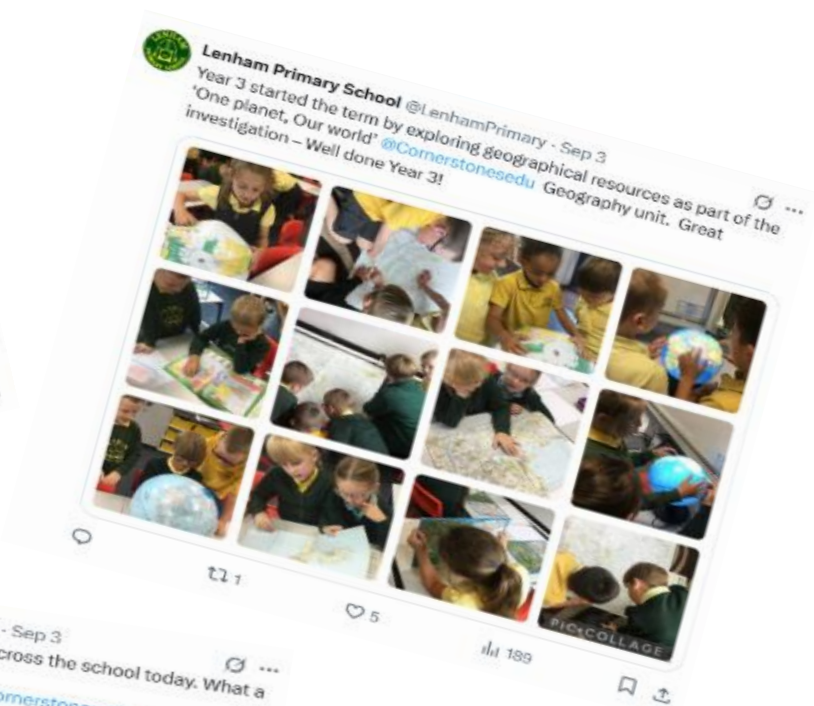 LENHAM
Lenham Primary School @LenhamPrimary · Sep 3
Year 3 started the term by exploring geographical resources as part of the
'One planet, Our world' @Cornerstonesedu Geography unit. Great
investigation – Well done Year 3!
PIC•COLLAGE
1
5
189
· Sep 3
cross the school today. What a